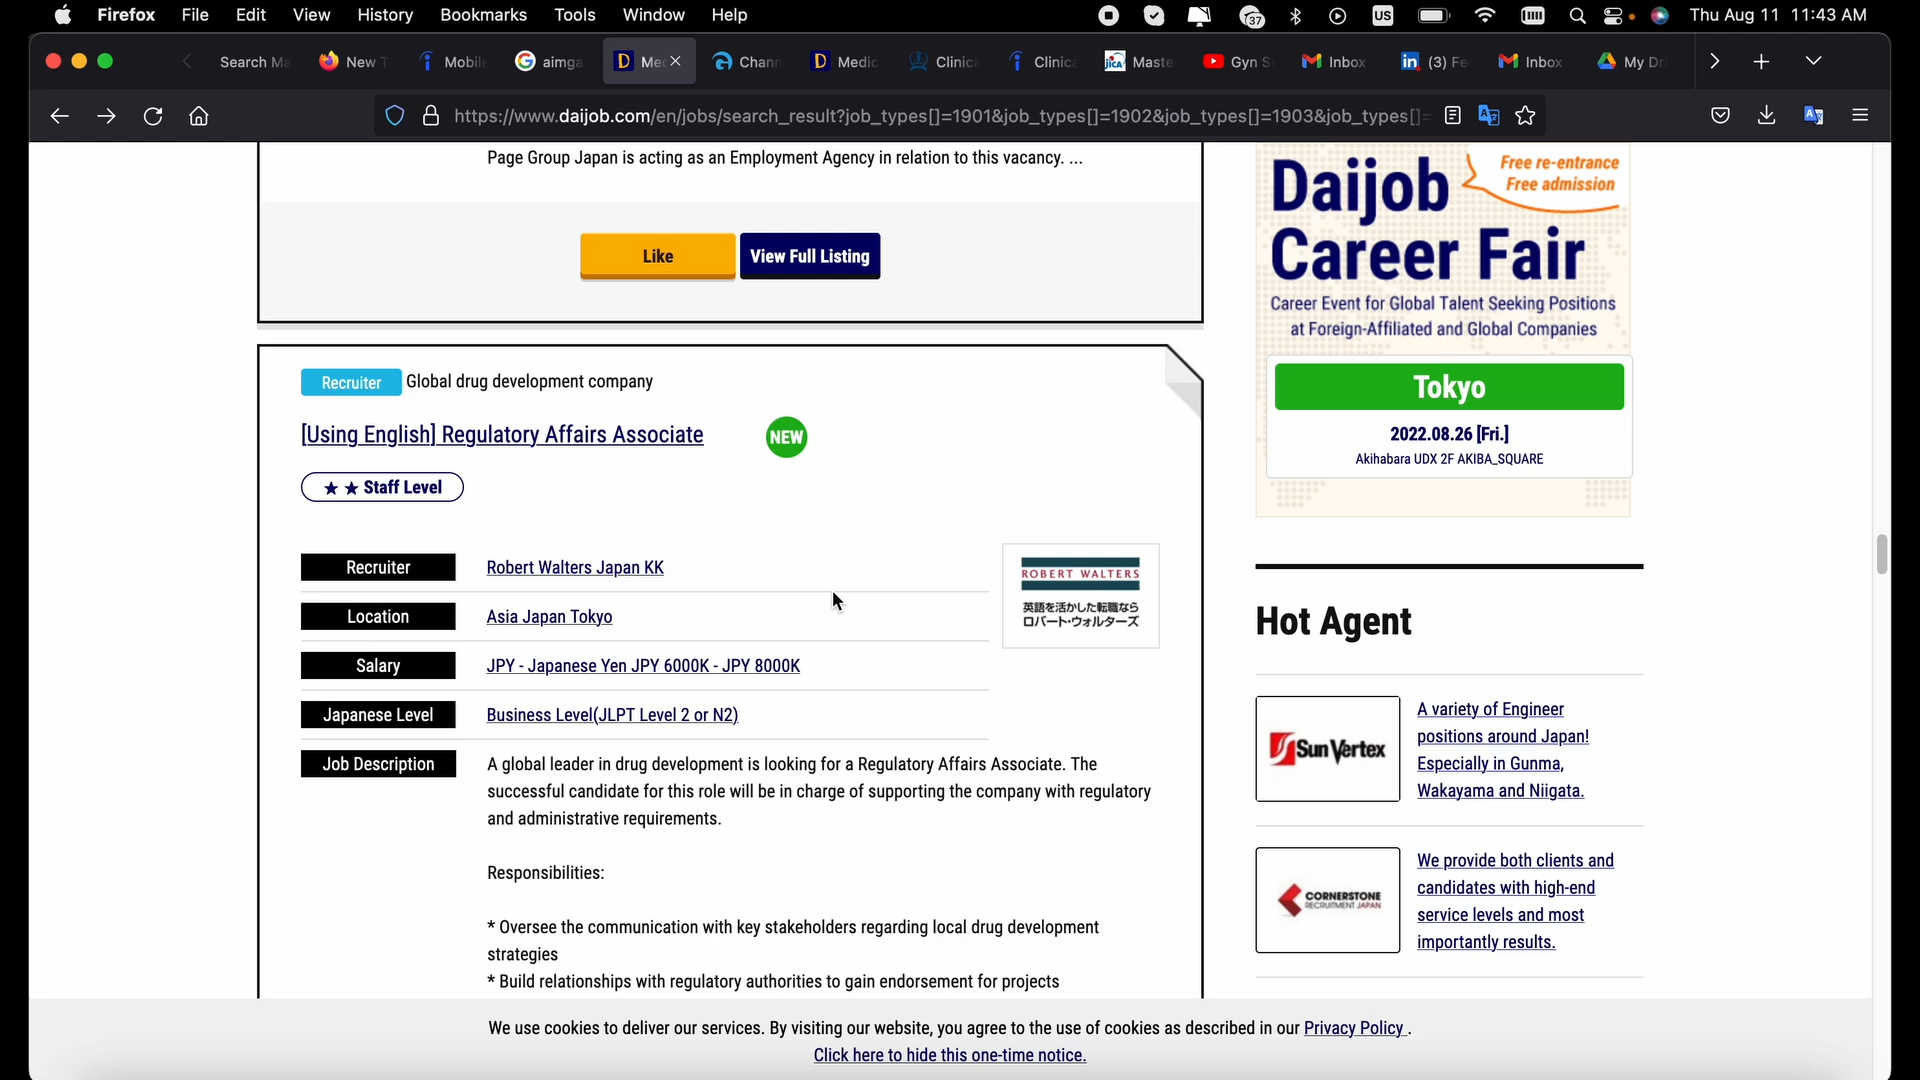 Firefox File Edit View History Bookmarks Tools Window Help 37 US Thu Aug 11 11:43 AM
Search Ma New T Mobile aimga Med Chann Medic Clinica Clinica JICA Maste Gyn S Inbox in (3) Fe Inbox My Dri
https://www.daijob.com/en/jobs/search_result?job_types[]=1901&job_types[]=1902&job_types[]=1903&job_types[]=
Page Group Japan is acting as an Employment Agency in relation to this vacancy. ...
Like View Full Listing
Recruiter Global drug development company
[Using English] Regulatory Affairs Associate NEW
★ ★ Staff Level
Recruiter Robert Walters Japan KK
Location Asia Japan Tokyo
Salary JPY - Japanese Yen JPY 6000K - JPY 8000K
Japanese Level Business Level(JLPT Level 2 or N2)
ROBERT WALTERS
英語を活かした転職なら
ロバート・ウォルターズ
Job Description A global leader in drug development is looking for a Regulatory Affairs Associate. The
successful candidate for this role will be in charge of supporting the company with regulatory
and administrative requirements.
Responsibilities:
* Oversee the communication with key stakeholders regarding local drug development
strategies
* Build relationships with regulatory authorities to gain endorsement for projects
Daijob
Free re-entrance
Free admission
Career Fair
Career Event for Global Talent Seeking Positions
at Foreign-Affiliated and Global Companies
Tokyo
2022.08.26 [Fri.]
Akihabara UDX 2F AKIBA_SQUARE
Hot Agent
Sun Vertex
A variety of Engineer
positions around Japan!
Especially in Gunma,
Wakayama and Niigata.
CORNERSTONE
RECRUITMENT JAPAN
We provide both clients and
candidates with high-end
service levels and most
importantly results.
We use cookies to deliver our services. By visiting our website, you agree to the use of cookies as described in our Privacy Policy .
Click here to hide this one-time notice.